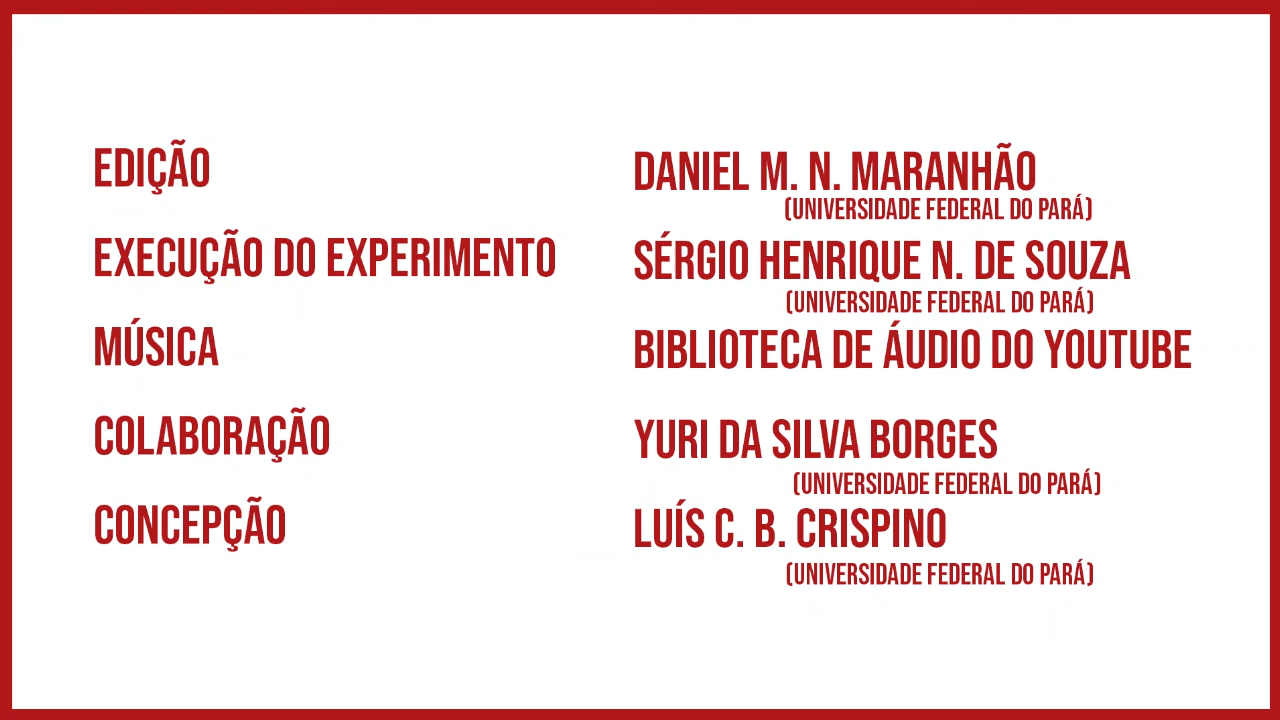 EDIÇÃO
DANIEL M. N. MARANHÃO
(UNIVERSIDADE FEDERAL DO PARÁ)
EXECUÇÃO DO EXPERIMENTO
SÉRGIO HENRIQUE N. DE SOUZA
(UNIVERSIDADE FEDERAL DO PARÁ)
MÚSICA
BIBLIOTECA DE ÁUDIO DO YOUTUBE
COLABORAÇÃO
YURI DA SILVA BORGES
(UNIVERSIDADE FEDERAL DO PARÁ)
CONCEPÇÃO
LUÍS C. B. CRISPINO
(UNIVERSIDADE FEDERAL DO PARÁ)